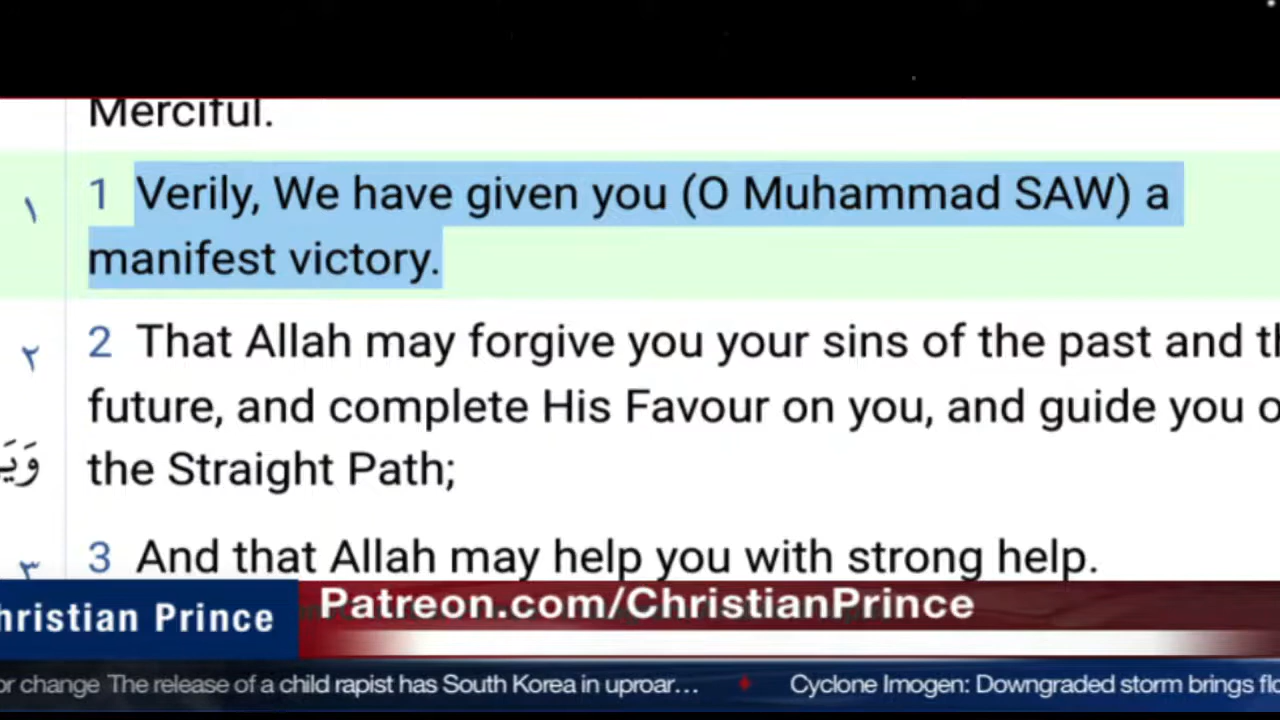 Merciful.
١
1 Verily, We have given you (O Muhammad SAW) a
manifest victory.
٢
2 That Allah may forgive you your sins of the past and
future, and complete His Favour on you, and guide you
the Straight Path;
٣
3 And that Allah may help you with strong help.
Christian Prince
Patreon.com/ChristianPrince
or change The release of a child rapist has South Korea in uproar…
Cyclone Imogen: Downgraded storm brings